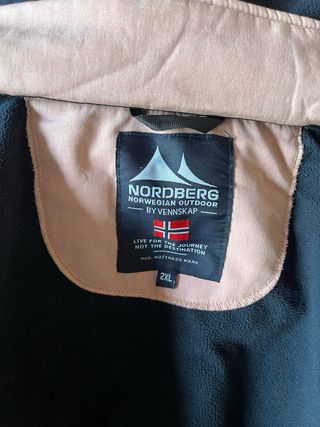 NORDBERG
NORWEGIAN OUTDOOR
BY VENNSKAP
LIVE FOR THE JOURNEY
NOT THE DESTINATION
REG. NO/TRADE MARK
2XL